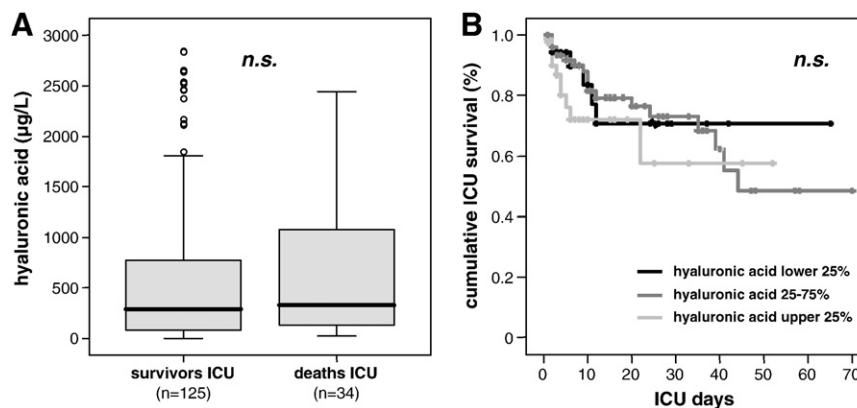 A
hyaluronic acid (µg/L)
3000
2500
2000
1500
1000
500
0
n.s.
survivors ICU
(n=125)
deaths ICU
(n=34)
B
cumulative ICU survival (%)
1.0
0.8
0.6
0.4
0.2
0
n.s.
hyaluronic acid lower 25%
hyaluronic acid 25-75%
hyaluronic acid upper 25%
0 10 20 30 40 50 60 70
ICU days